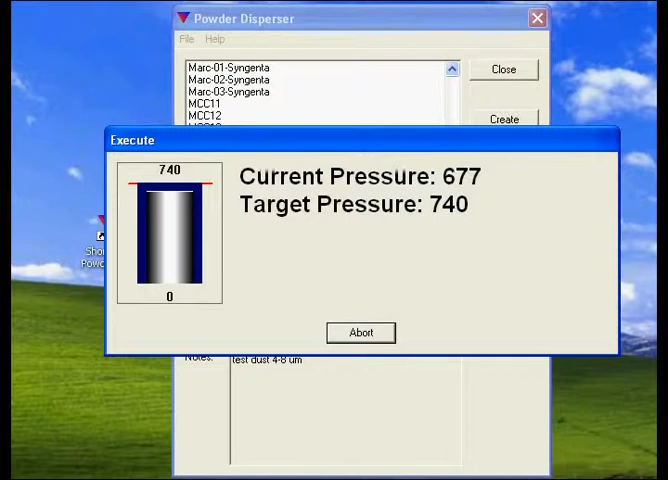 Powder Disperser
File Help
Marc-01-Syngenta
Marc-02-Syngenta
Marc-03-Syngenta
MCC11
MCC12
Close
Create
Execute
740
0
Current Pressure: 677
Target Pressure: 740
Abort
Notes:
test dust 4-8 um